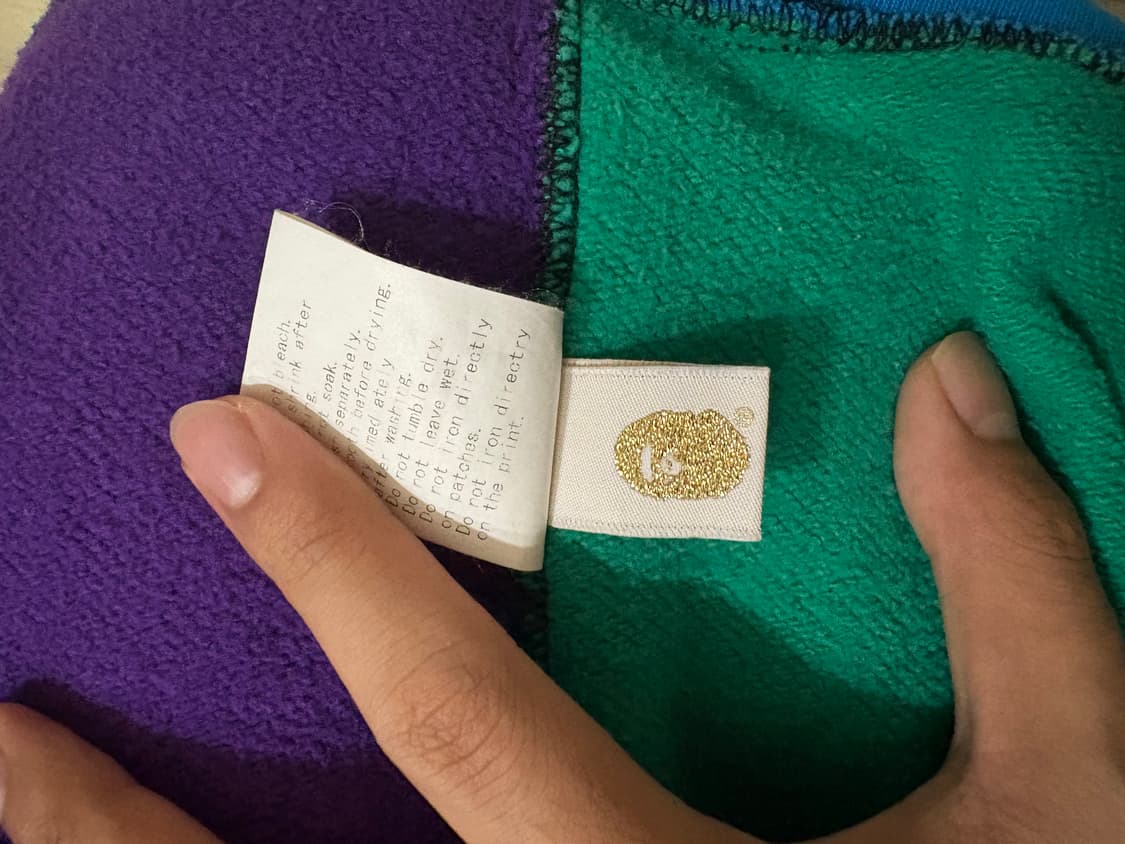 shrink after
soak.
separately.
before drying.
ately
washing.
Do not tumble dry.
Do not leave wet.
Do not iron directly
on patches.
Do not iron directry
on the print.
®